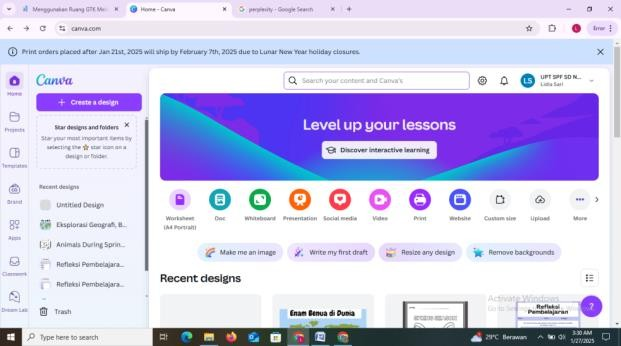 Menggunakan Ruang GTK Mel
Home - Canva
perplexity - Google Search
canva.com
Error
Print orders placed after Jan 21st, 2025 will ship by February 7th, 2025 due to Lunar New Year holiday closures.
Home
Projects
Templates
Brand
Apps
Classwork
Dream Lab
Canva
+ Create a design
Star designs and folders
Star your most important items by
selecting the star icon on a
design or folder.
Recent designs
Untitled Design
Eksplorasi Geografi, B...
Animals During Sprin...
Refleksi Pembelajara...
Refleksi Pembelajara...
Trash
Search your content and Canva's
LS
UPT SPF SD N...
Lidia Sari
Level up your lessons
Discover interactive learning
Worksheet
(A4 Portrait)
Doc
Whiteboard
Presentation
Social media
Video
Print
Website
Custom size
Upload
More
Make me an image
Write my first draft
Resize any design
Remove backgrounds
Recent designs
Enam Benua di Dunia
SPRING SEASON
Refleksi
Pembelajaran
Activate Windows
Go to Se
?
Type here to search
29°C Berawan
3:30 AM
1/27/2025